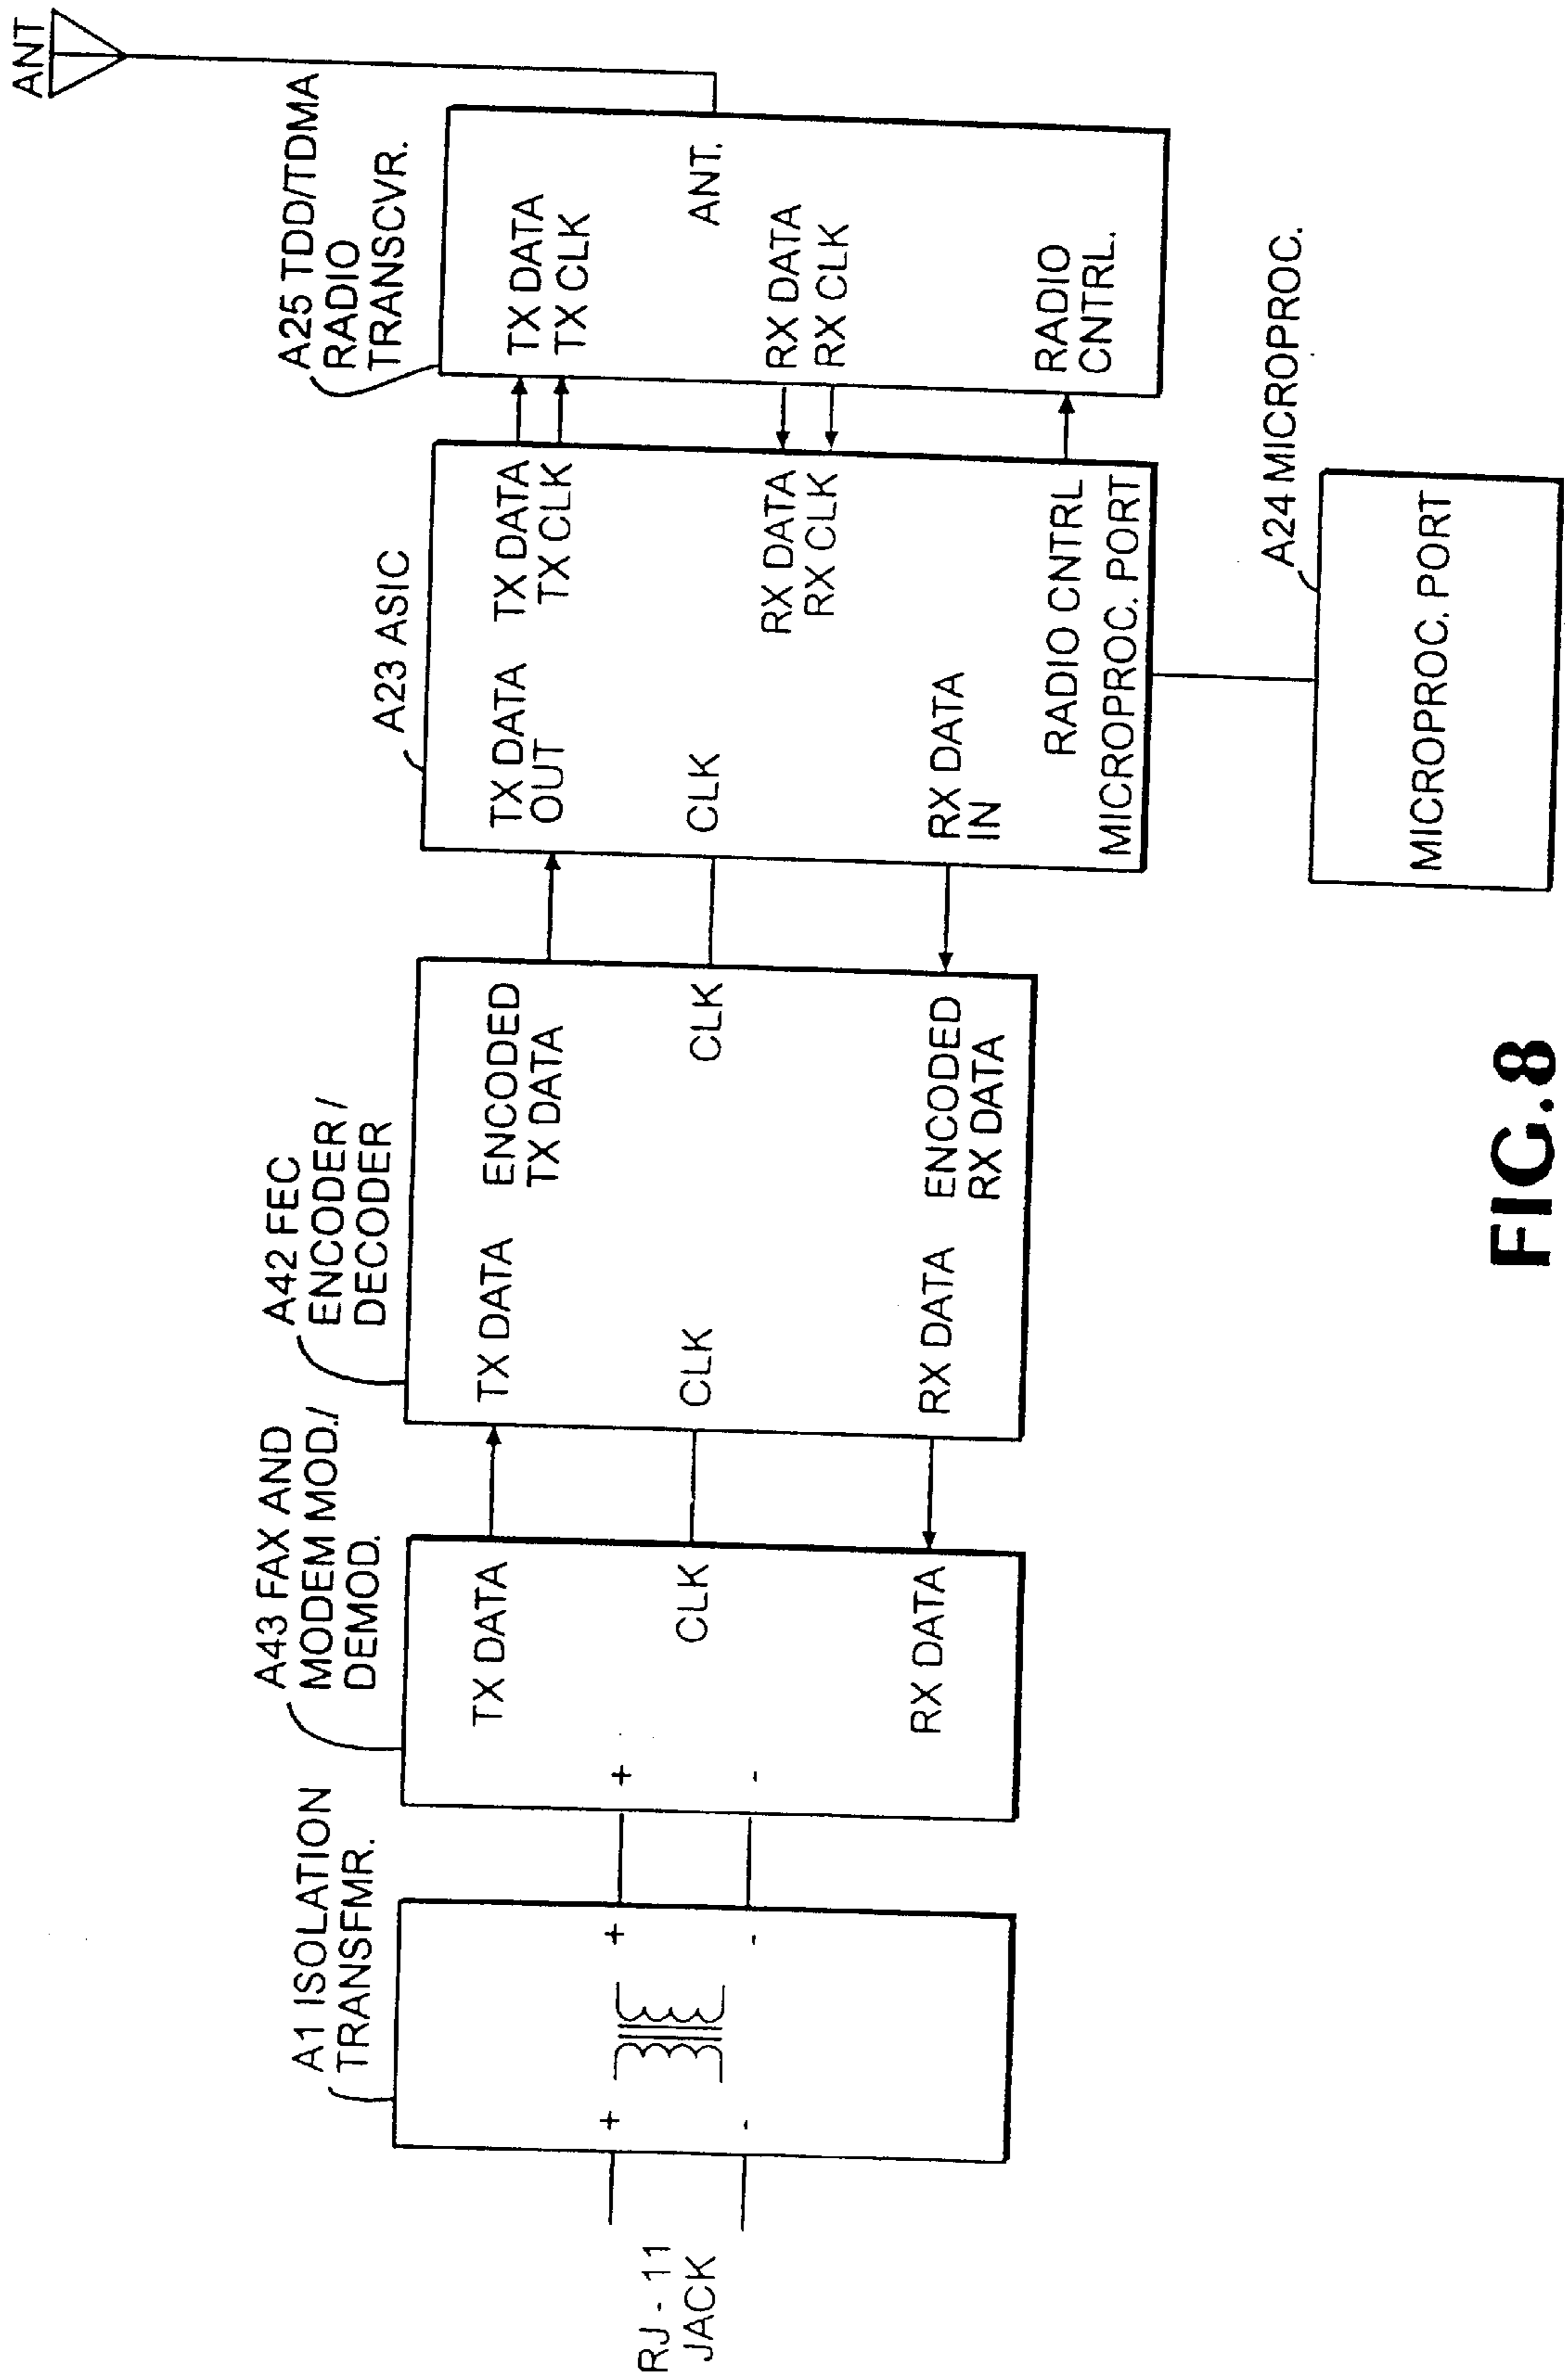 RJ - 11
JACK
A1 ISOLATION
TRANSFMR.
+
-
+
-
A43 FAX AND
MODEM MOD./
DEMOD.
+
-
TX DATA
CLK
RX DATA
A42 FEC
ENCODER /
DECODER
TX DATA
CLK
RX DATA
ENCODED
TX DATA
CLK
ENCODED
RX DATA
A23 ASIC
TX DATA
OUT
CLK
RX DATA
IN
TX DATA
TX CLK
RX DATA
RX CLK
RADIO CNTRL
MICROPROC. PORT
A25 TDD/TDMA
RADIO
TRANSCVR.
TX DATA
TX CLK
ANT.
RX DATA
RX CLK
RADIO
CNTRL.
ANT
A24 MICROPROC.
MICROPROC. PORT
FIG. 8